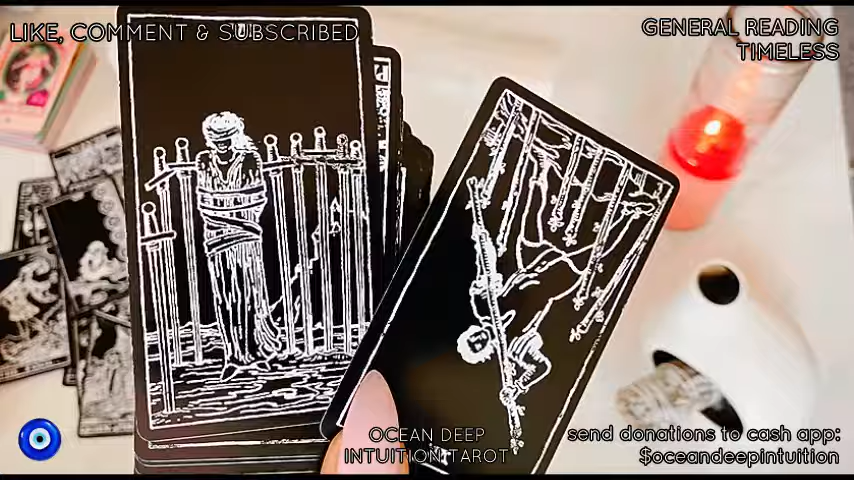 LIKE, COMMENT & SUBSCRIBED
GENERAL READING
TIMELESS
OCEAN DEEP
INTUITION TAROT
send donations to cash app:
$oceandeepintuition